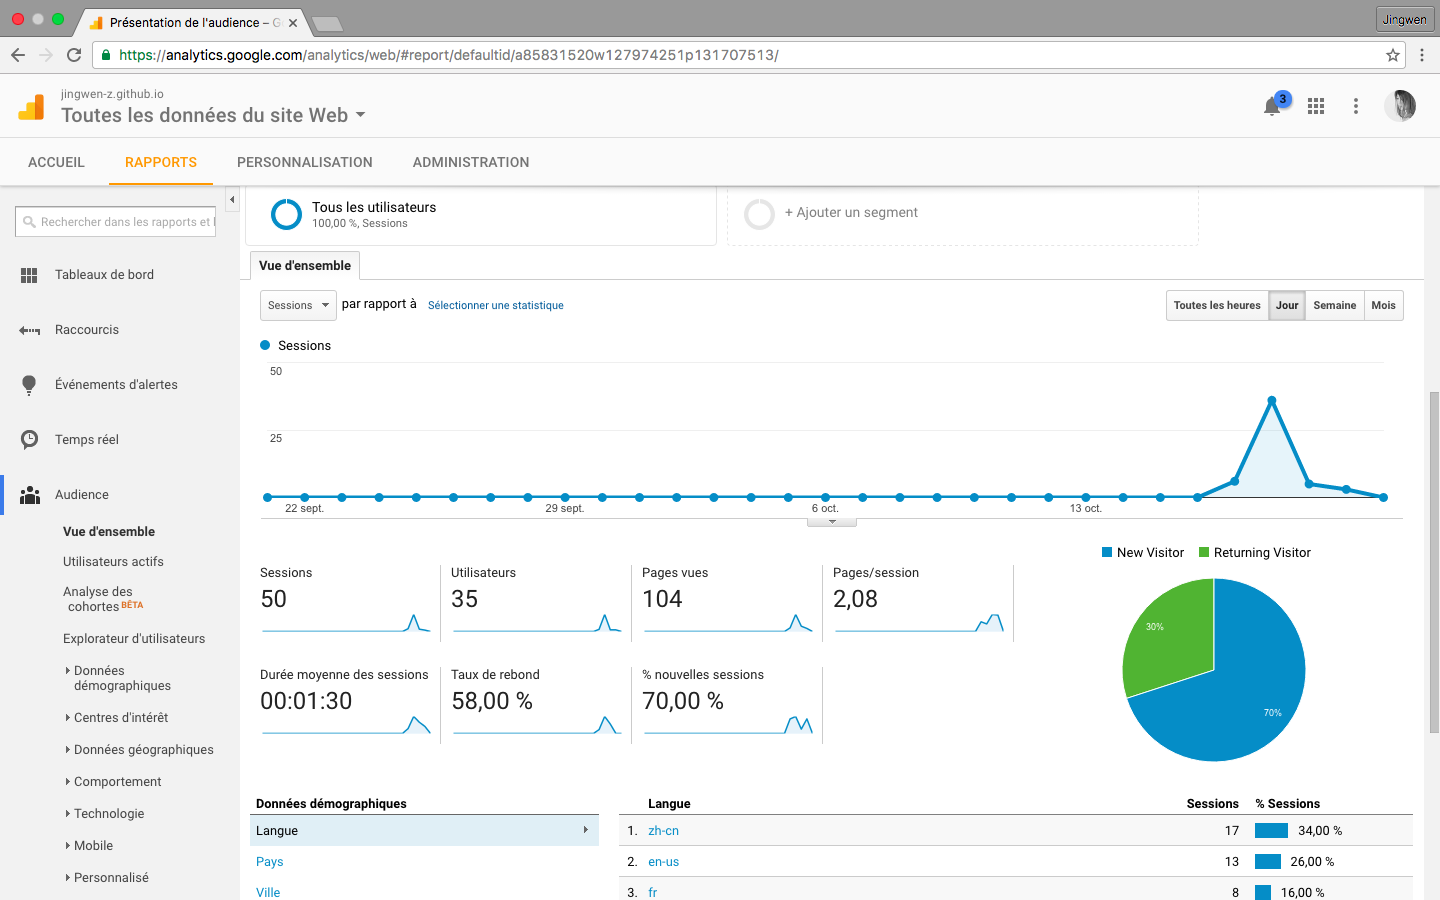 Présentation de l'audience – G
Jingwen
https://analytics.google.com/analytics/web/#report/defaultid/a85831520w127974251p131707513/
jingwen-z.github.io
Toutes les données du site Web
3
ACCUEIL
RAPPORTS
PERSONNALISATION
ADMINISTRATION
Rechercher dans les rapports et l
Tableaux de bord
Raccourcis
Événements d'alertes
Temps réel
Audience
Vue d'ensemble
Utilisateurs actifs
Analyse des
cohortes BÊTA
Explorateur d'utilisateurs
Données
démographiques
Centres d'intérêt
Données géographiques
Comportement
Technologie
Mobile
Personnalisé
Tous les utilisateurs
100,00 %, Sessions
+ Ajouter un segment
Vue d'ensemble
Sessions
par rapport à
Sélectionner une statistique
Toutes les heures
Jour
Semaine
Mois
Sessions
50
25
22 sept.
29 sept.
6 oct.
13 oct.
Sessions
50
Utilisateurs
35
Pages vues
104
Pages/session
2,08
Durée moyenne des sessions
00:01:30
Taux de rebond
58,00 %
% nouvelles sessions
70,00 %
New Visitor
Returning Visitor
30%
70%
Données démographiques
Langue
Pays
Ville
Langue Sessions % Sessions
1. zh-cn 17 34,00 %
2. en-us 13 26,00 %
3. fr 8 16,00 %